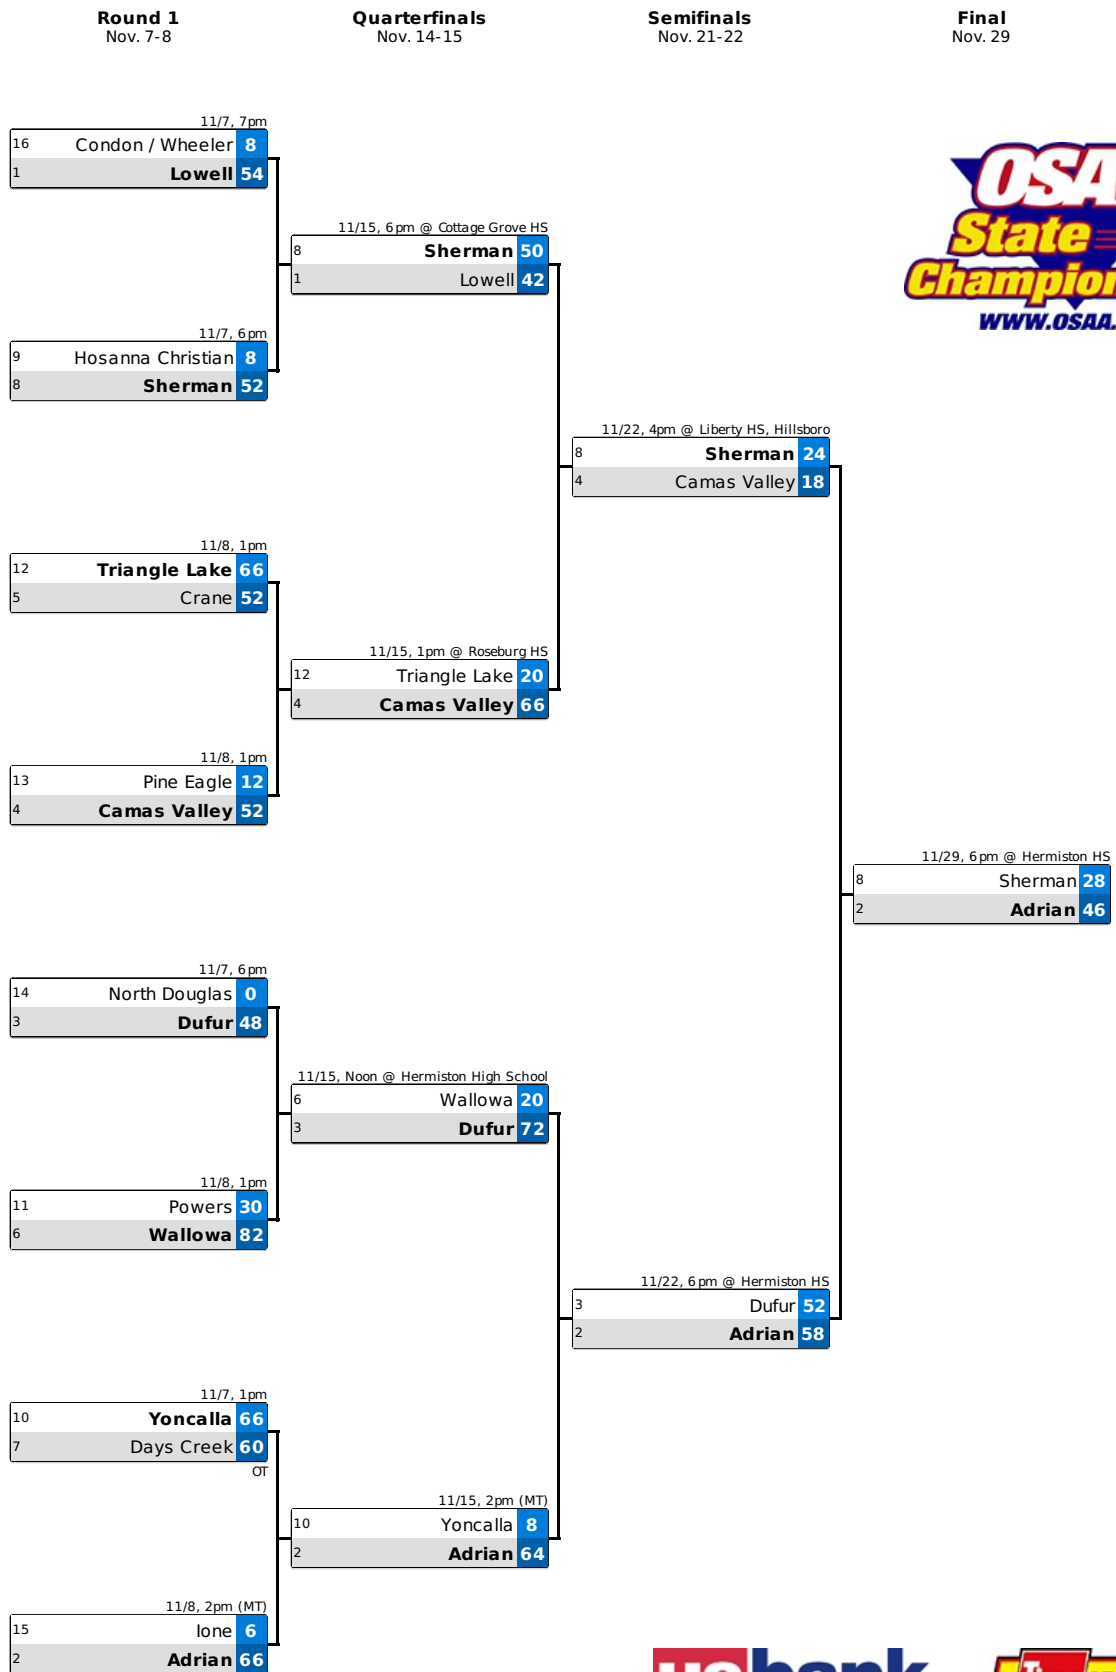 Round 1
Nov. 7-8
Quarterfinals
Nov. 14-15
Semifinals
Nov. 21-22
Final
Nov. 29
11/7, 7pm
16 Condon / Wheeler 8
1 Lowell 54
11/7, 6pm
9 Hosanna Christian 8
8 Sherman 52
11/8, 1pm
12 Triangle Lake 66
5 Crane 52
11/8, 1pm
13 Pine Eagle 12
4 Camas Valley 52
11/7, 6pm
14 North Douglas 0
3 Dufur 48
11/8, 1pm
11 Powers 30
6 Wallowa 82
11/7, 1pm
10 Yoncalla 66
7 Days Creek 60
OT
11/8, 2pm (MT)
15 Ione 6
2 Adrian 66
11/15, 6pm @ Cottage Grove HS
8 Sherman 50
1 Lowell 42
11/15, 1pm @ Roseburg HS
12 Triangle Lake 20
4 Camas Valley 66
11/15, Noon @ Hermiston High School
6 Wallowa 20
3 Dufur 72
11/15, 2pm (MT)
10 Yoncalla 8
2 Adrian 64
11/22, 4pm @ Liberty HS, Hillsboro
8 Sherman 24
4 Camas Valley 18
11/22, 6pm @ Hermiston HS
3 Dufur 52
2 Adrian 58
11/29, 6pm @ Hermiston HS
8 Sherman 28
2 Adrian 46
OSA
State
Champion
WWW.OSAA.
bank